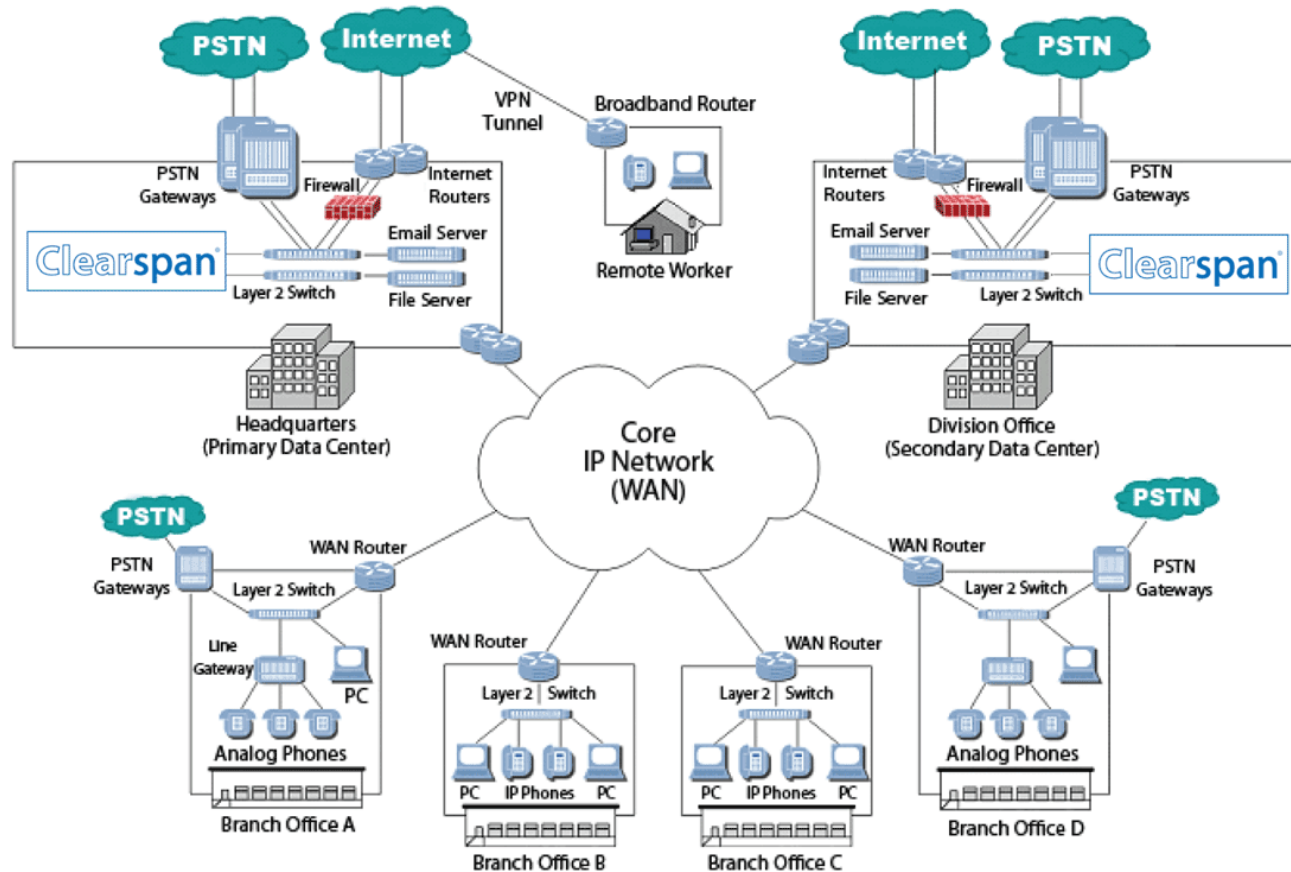 PSTN
Internet
Internet
PSTN
VPN
Tunnel
Broadband Router
PSTN
Gateways
Firewall
Internet
Routers
Internet
Routers
Firewall
PSTN
Gateways
Clearspan®
Email Server
Layer 2 Switch
File Server
Remote Worker
Email Server
File Server
Layer 2 Switch
Clearspan®
Headquarters
(Primary Data Center)
Core
IP Network
(WAN)
Division Office
(Secondary Data Center)
PSTN
PSTN
Gateways
WAN Router
Layer 2 Switch
Line
Gateway
PC
Analog Phones
Branch Office A
WAN Router
Layer 2 Switch
PC IP Phones PC
Branch Office B
WAN Router
Layer 2 Switch
PC IP Phones PC
Branch Office C
PSTN
WAN Router
PSTN
Gateways
Layer 2 Switch
Analog Phones
Branch Office D